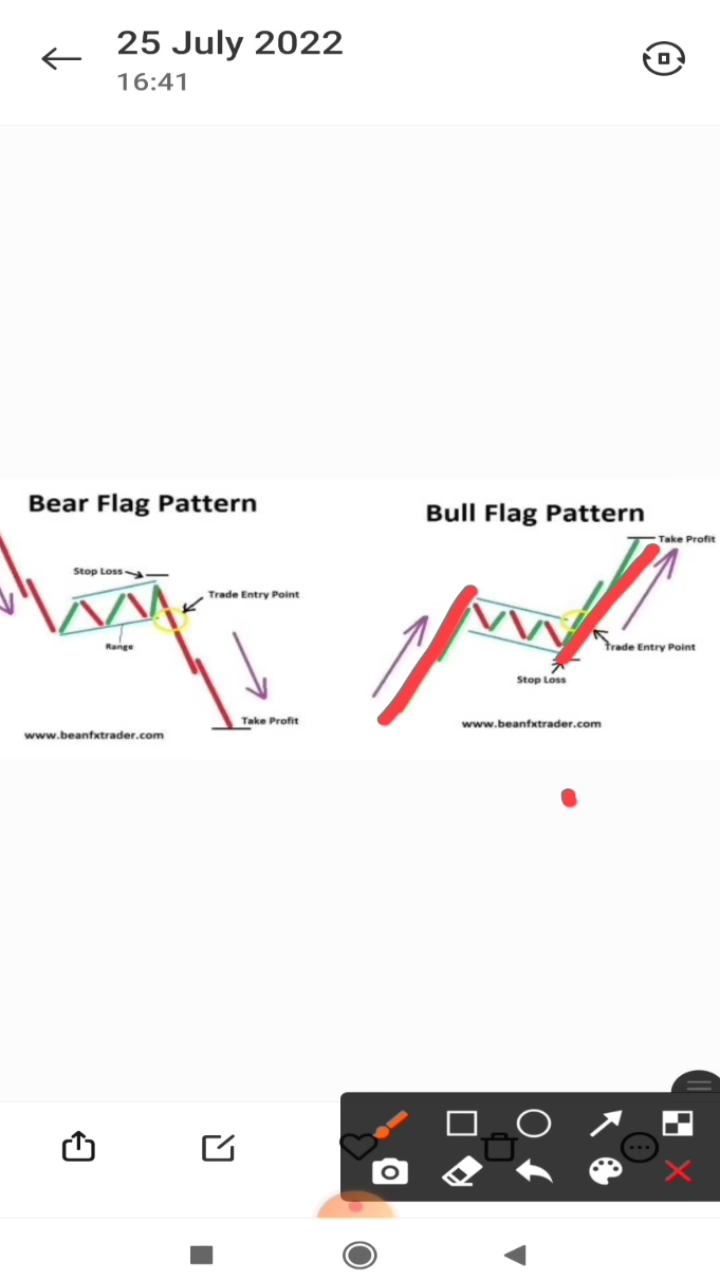 25 July 2022
16:41
Bear Flag Pattern
Stop Loss
Trade Entry Point
Range
Take Profit
www.beanfxtrader.com
Bull Flag Pattern
Take Profit
Trade Entry Point
Stop Loss
www.beanfxtrader.com